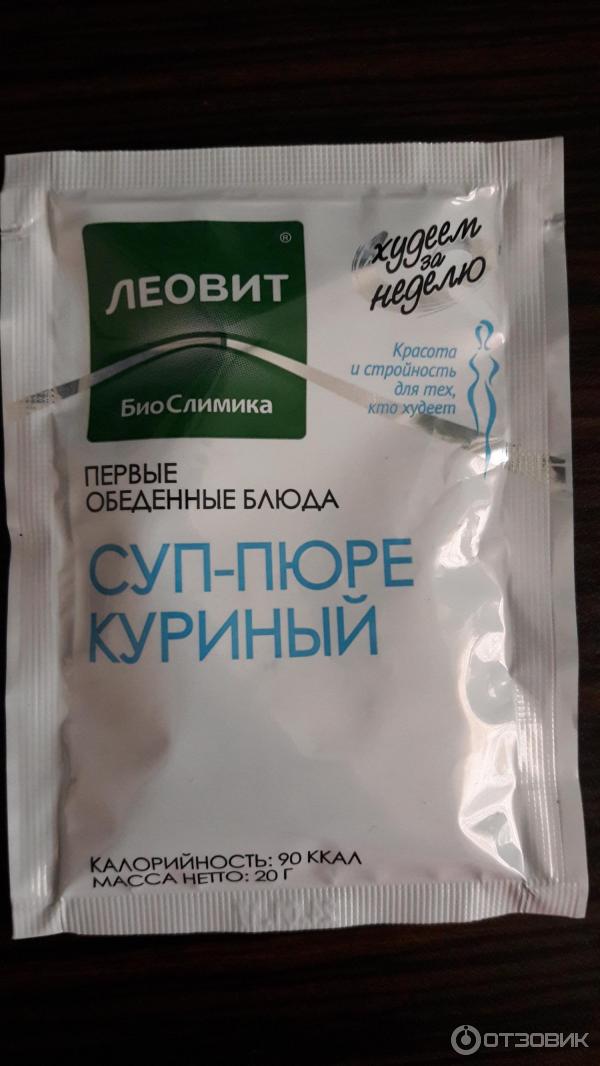 ЛЕОВИТ ®
БиоСлимика
худеем
за
неделю
Красота
и стройность
для тех,
кто худеет
ПЕРВЫЕ
ОБЕДЕННЫЕ БЛЮДА
СУП-ПЮРЕ
КУРИНЫЙ
КАЛОРИЙНОСТЬ: 90 ККАЛ
МАССА НЕТТО: 20 Г
ОТЗОВИК